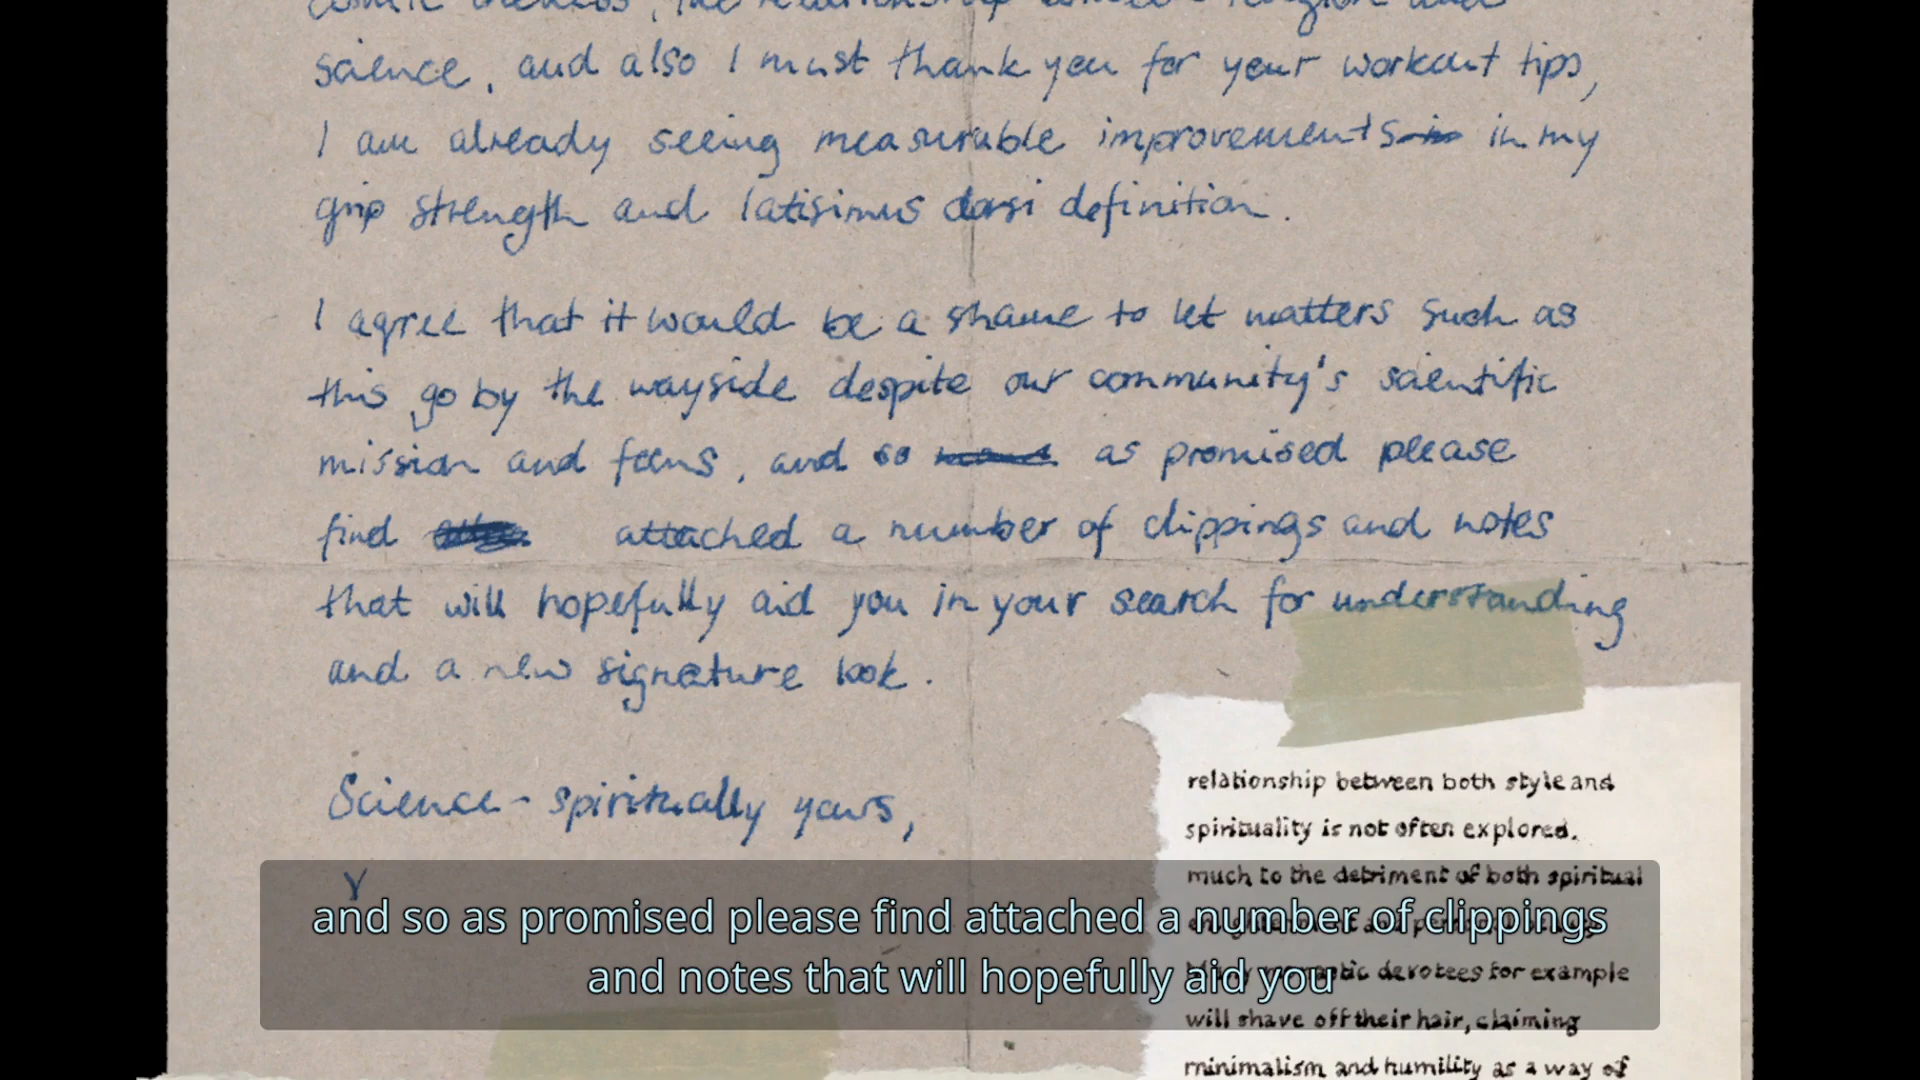 science, and also I must thank you for your workout tips,
I am already seeing measurable improvements in in my
grip strength and latisimus dorsi definition.
I agree that it would be a shame to let matters such as
this go by the wayside despite our community's scientific
mission and focus, and so as promised please
find attached a number of clippings and notes
that will hopefully aid you in your search for understanding
and a new signature look.
Science-spiritually yours,
Y
relationship between both style and
spirituality is not often explored.
much to the detriment of both spiritual
devotees for example
will shave off their hair, claiming
minimalism and humility as a way of
and so as promised please find attached a number of clippings
and notes that will hopefully aid you